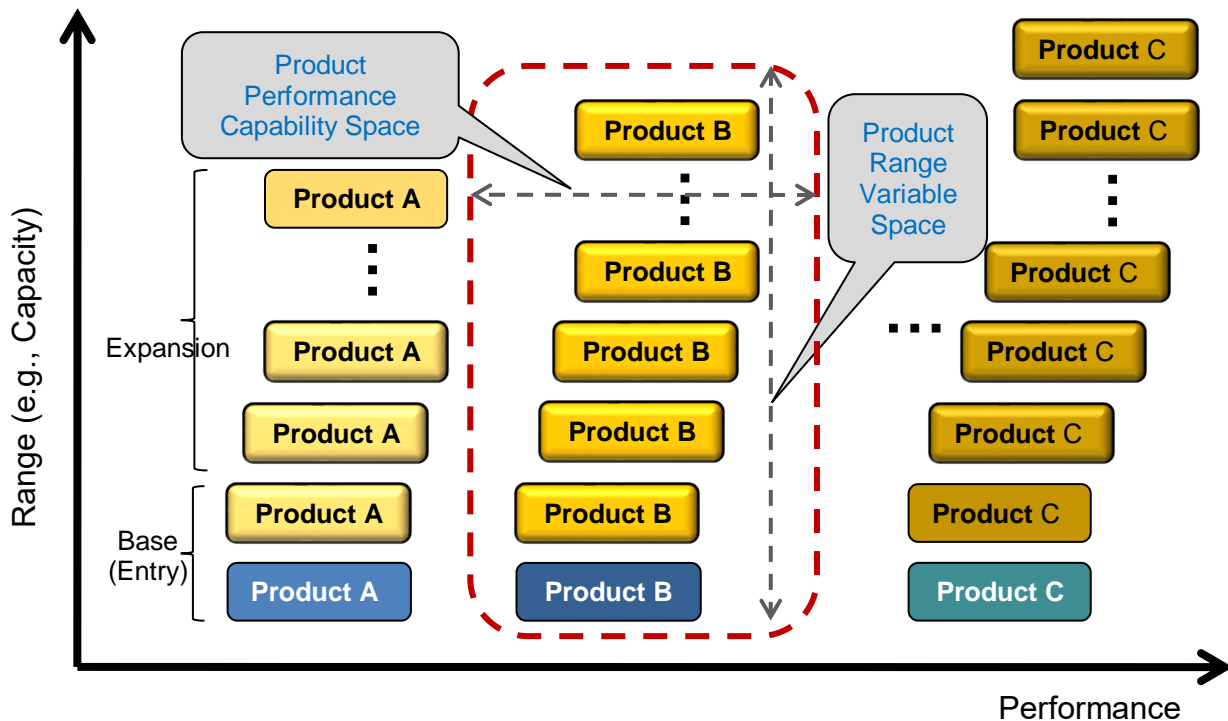 Product C
Product
Performance
Capability Space
Product B
Product C
Product
Range
Variable
Space
Product A
Product B
Product C
Expansion
Product A
Product B
Product C
Product A
Product B
Product C
Range (e.g., Capacity)
Base
(Entry)
Product A
Product B
Product C
Product A
Product B
Product C
Performance